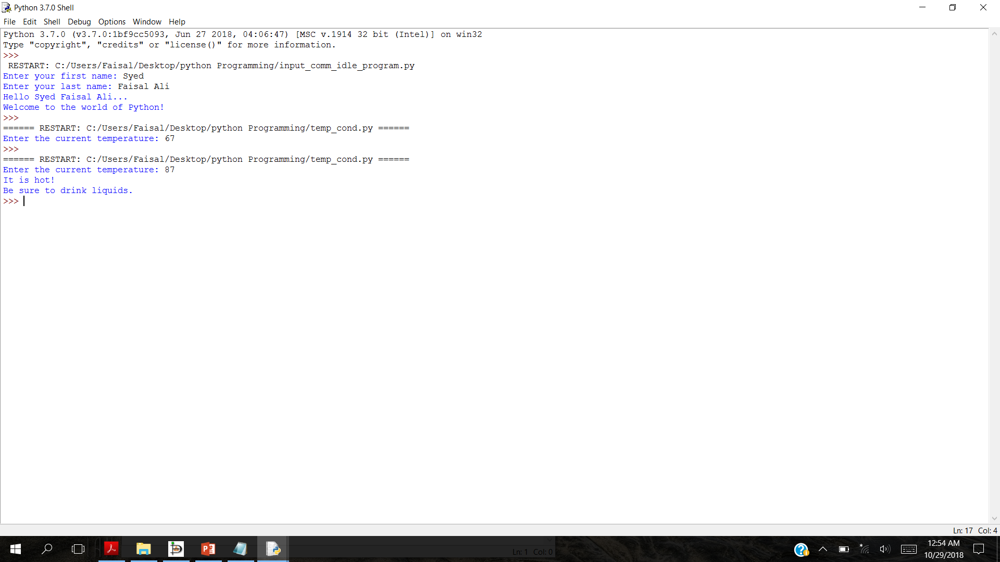 Python 3.7.0 Shell
File Edit Shell Debug Options Window Help
Python 3.7.0 (v3.7.0:1bf9cc5093, Jun 27 2018, 04:06:47) [MSC v.1914 32 bit (Intel)] on win32
Type "copyright", "credits" or "license()" for more information.
>>>
 RESTART: C:/Users/Faisal/Desktop/python Programming/input_comm_idle_program.py
Enter your first name: Syed
Enter your last name: Faisal Ali
Hello Syed Faisal Ali...
Welcome to the world of Python!
>>>
====== RESTART: C:/Users/Faisal/Desktop/python Programming/temp_cond.py ======
Enter the current temperature: 67
>>>
====== RESTART: C:/Users/Faisal/Desktop/python Programming/temp_cond.py ======
Enter the current temperature: 87
It is hot!
Be sure to drink liquids.
>>>
Ln: 17 Col: 4
Ln: 1 Col: 0
12:54 AM
10/29/2018